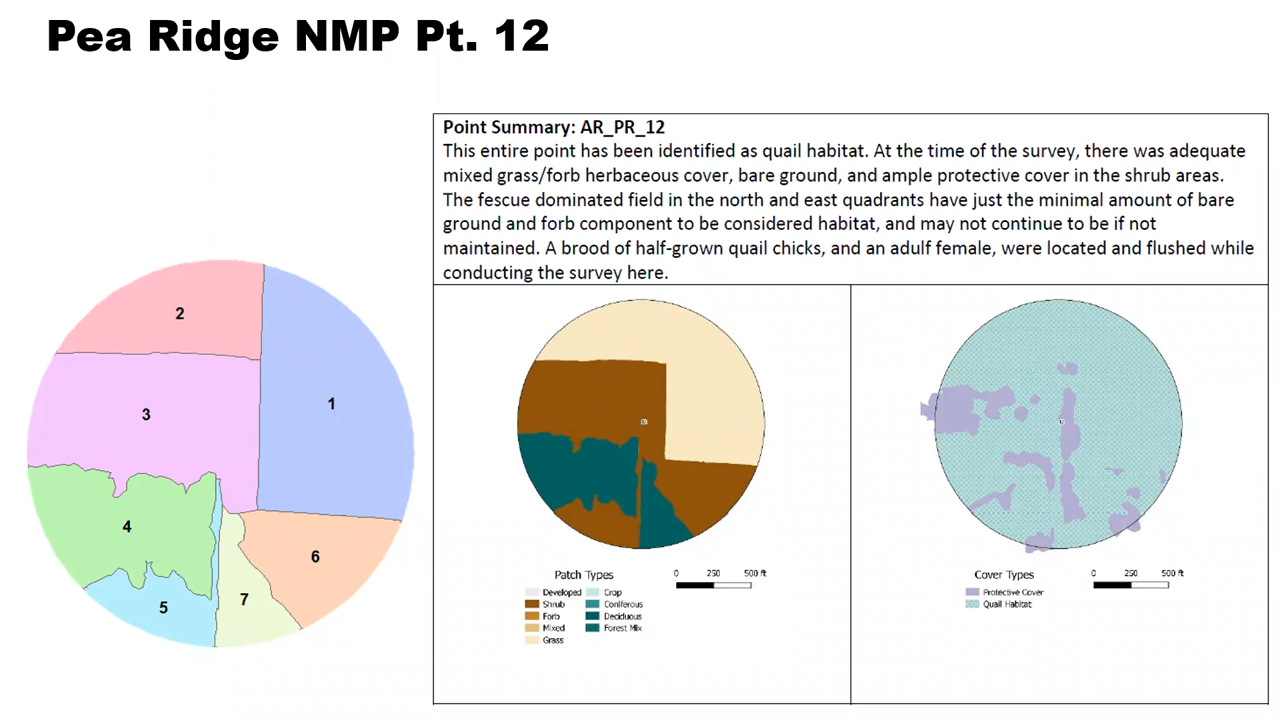 Pea Ridge NMP Pt. 12
Point Summary: AR_PR_12
This entire point has been identified as quail habitat. At the time of the survey, there was adequate
mixed grass/forb herbaceous cover, bare ground, and ample protective cover in the shrub areas.
The fescue dominated field in the north and east quadrants have just the minimal amount of bare
ground and forb component to be considered habitat, and may not continue to be if not
maintained. A brood of half-grown quail chicks, and an adulf female, were located and flushed while
conducting the survey here.
2
1
3
4
6
5
7
Patch Types
Developed
Shrub
Forb
Mixed
Grass
Crop
Coniferous
Deciduous
Forest Mix
0 250 500 ft
Cover Types
Protective Cover
Quail Habitat
0 250 500 ft